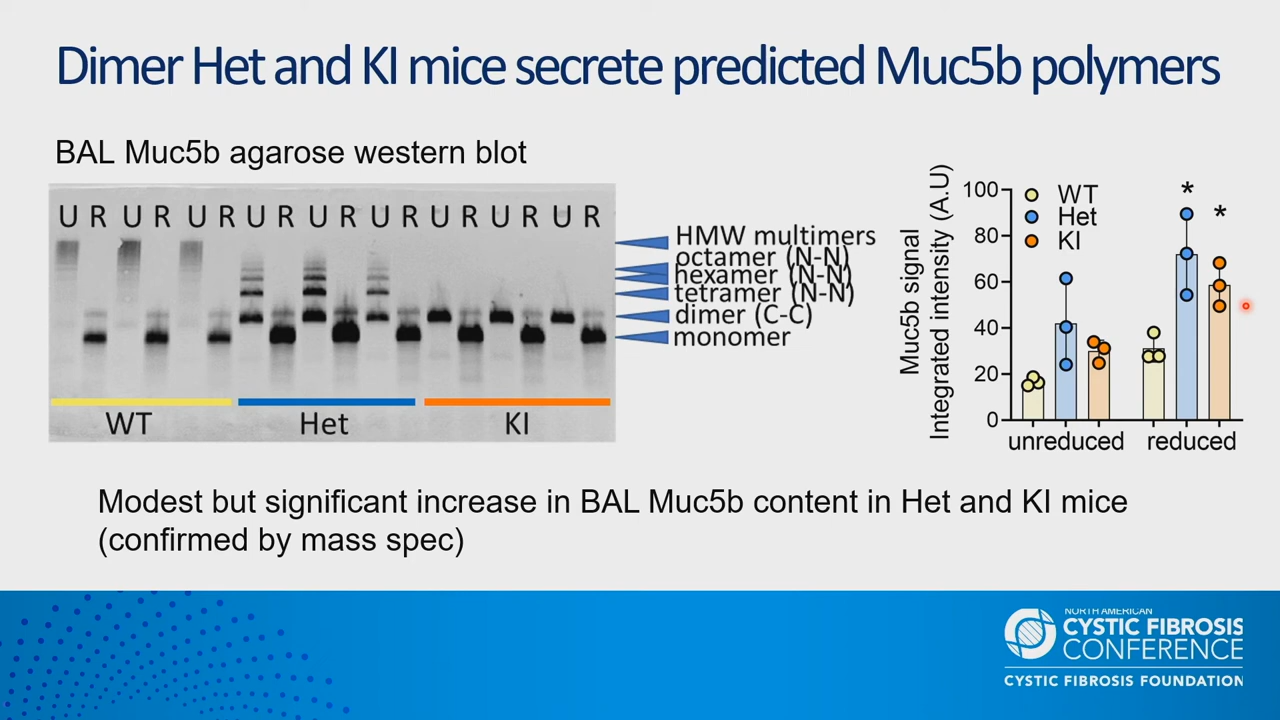 Dimer Het and KI mice secrete predicted Muc5b polymers
BAL Muc5b agarose western blot
U R U R U R U R U R U R U R U R U R
WT Het KI
HMW multimers
octamer (N-N)
hexamer (N-N)
tetramer (N-N)
dimer (C-C)
monomer
Muc5b signal
Integrated intensity (A.U)
100
80
60
40
20
0
WT
Het
KI
* *
unreduced reduced
Modest but significant increase in BAL Muc5b content in Het and KI mice
(confirmed by mass spec)
NORTH AMERICAN
CYSTIC FIBROSIS
CONFERENCE
CYSTIC FIBROSIS FOUNDATION